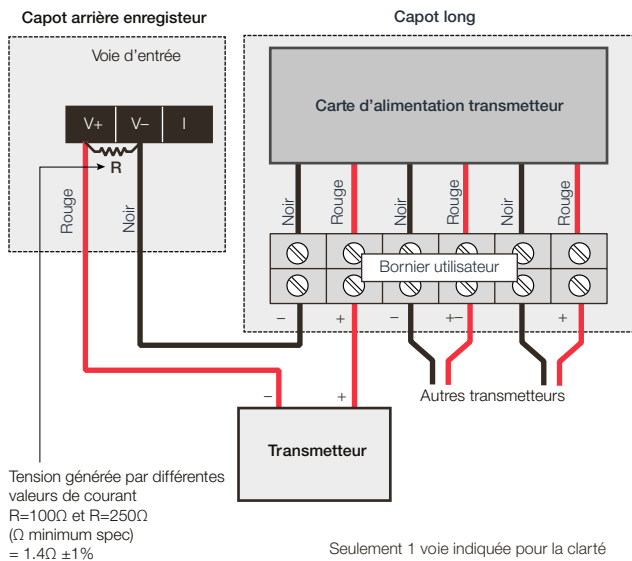 Capot arrière enregisteur
Capot long
Voie d'entrée
V+ V– I
R
Rouge
Noir
Carte d'alimentation transmetteur
Noir
Rouge
Noir
Rouge
Noir
Rouge
Bornier utilisateur
– + – +– +
Autres transmetteurs
– +
Transmetteur
Tension générée par différentes
valeurs de courant
R=100Ω et R=250Ω
(Ω minimum spec)
= 1.4Ω ±1%
Seulement 1 voie indiquée pour la clarté